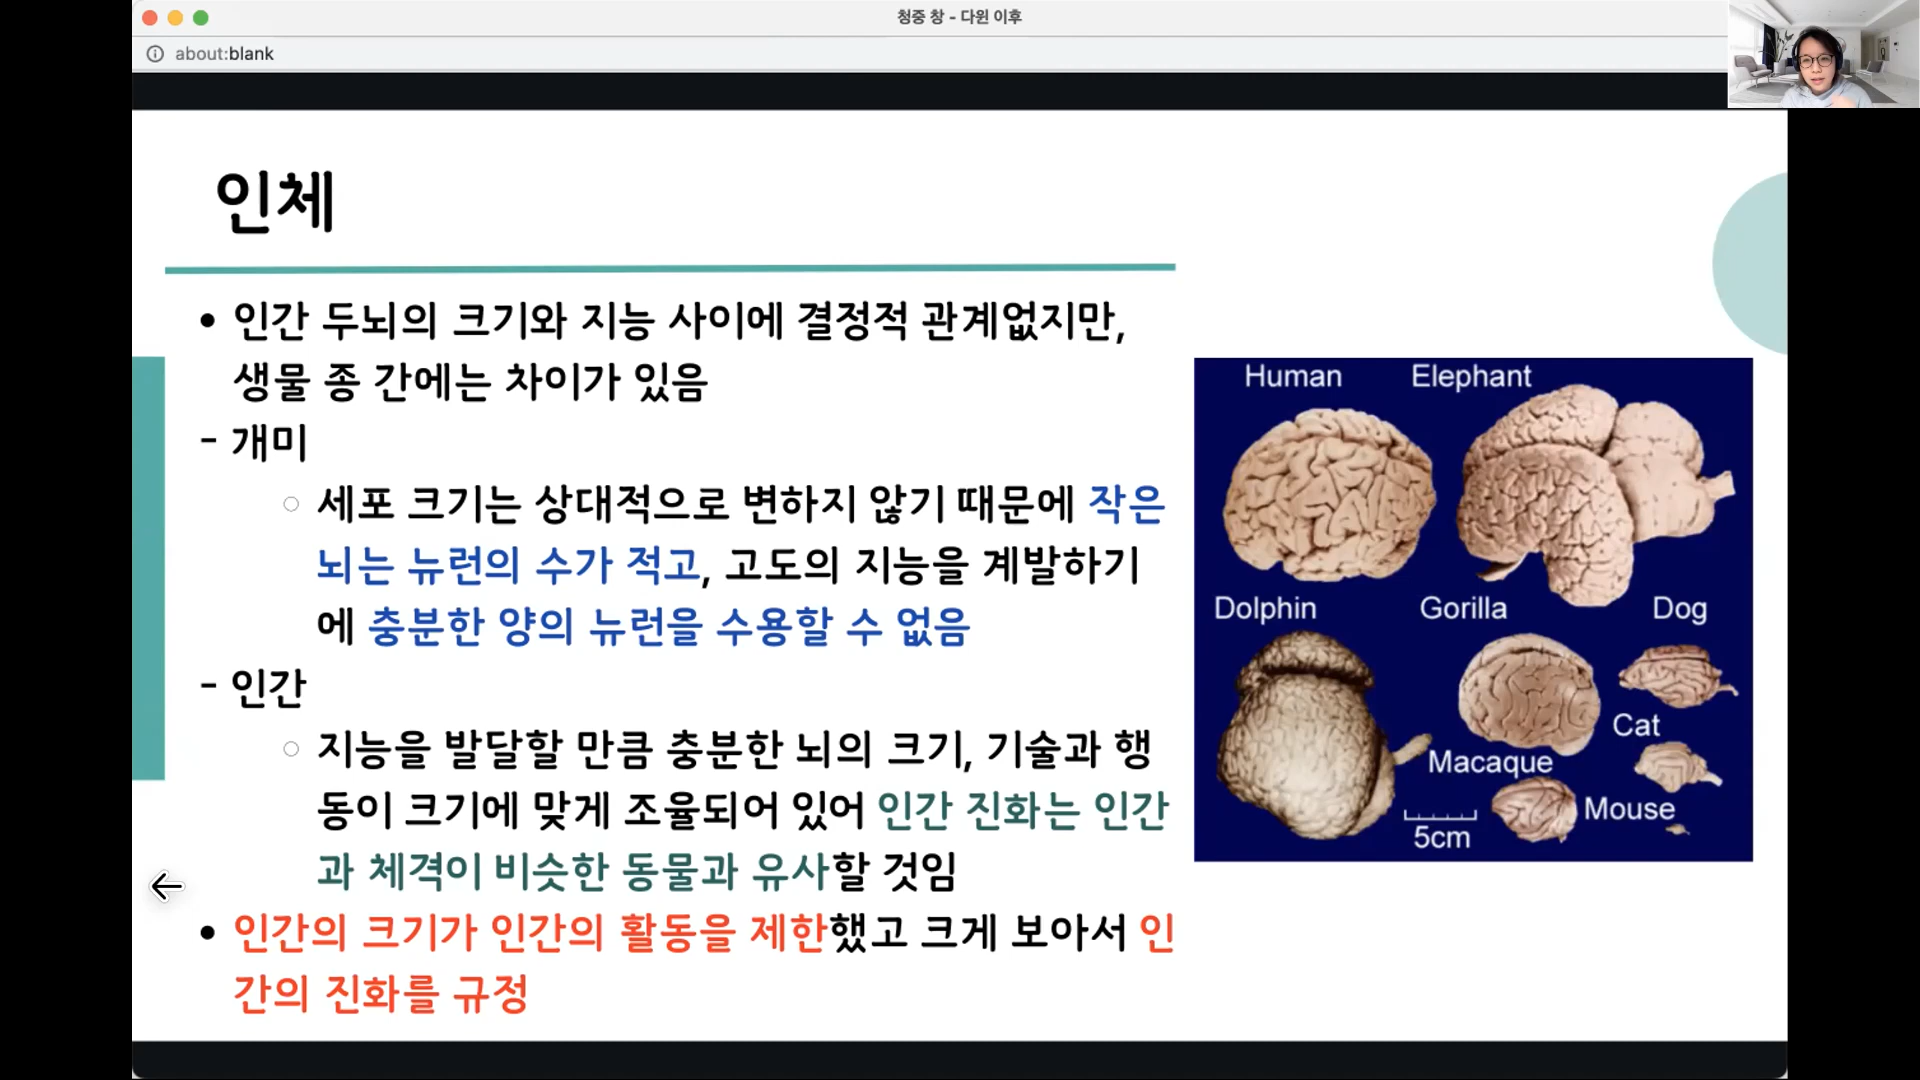 청중 창 - 다윈 이후
about:blank
인체
• 인간 두뇌의 크기와 지능 사이에 결정적 관계없지만,
생물 종 간에는 차이가 있음
- 개미
○ 세포 크기는 상대적으로 변하지 않기 때문에 작은
뇌는 뉴런의 수가 적고, 고도의 지능을 계발하기
에 충분한 양의 뉴런을 수용할 수 없음
- 인간
○ 지능을 발달할 만큼 충분한 뇌의 크기, 기술과 행
동이 크기에 맞게 조율되어 있어 인간 진화는 인간
과 체격이 비슷한 동물과 유사할 것임
• 인간의 크기가 인간의 활동을 제한했고 크게 보아서 인
간의 진화를 규정
Human Elephant
Dolphin Gorilla Dog
Cat
Macaque
Mouse
5cm